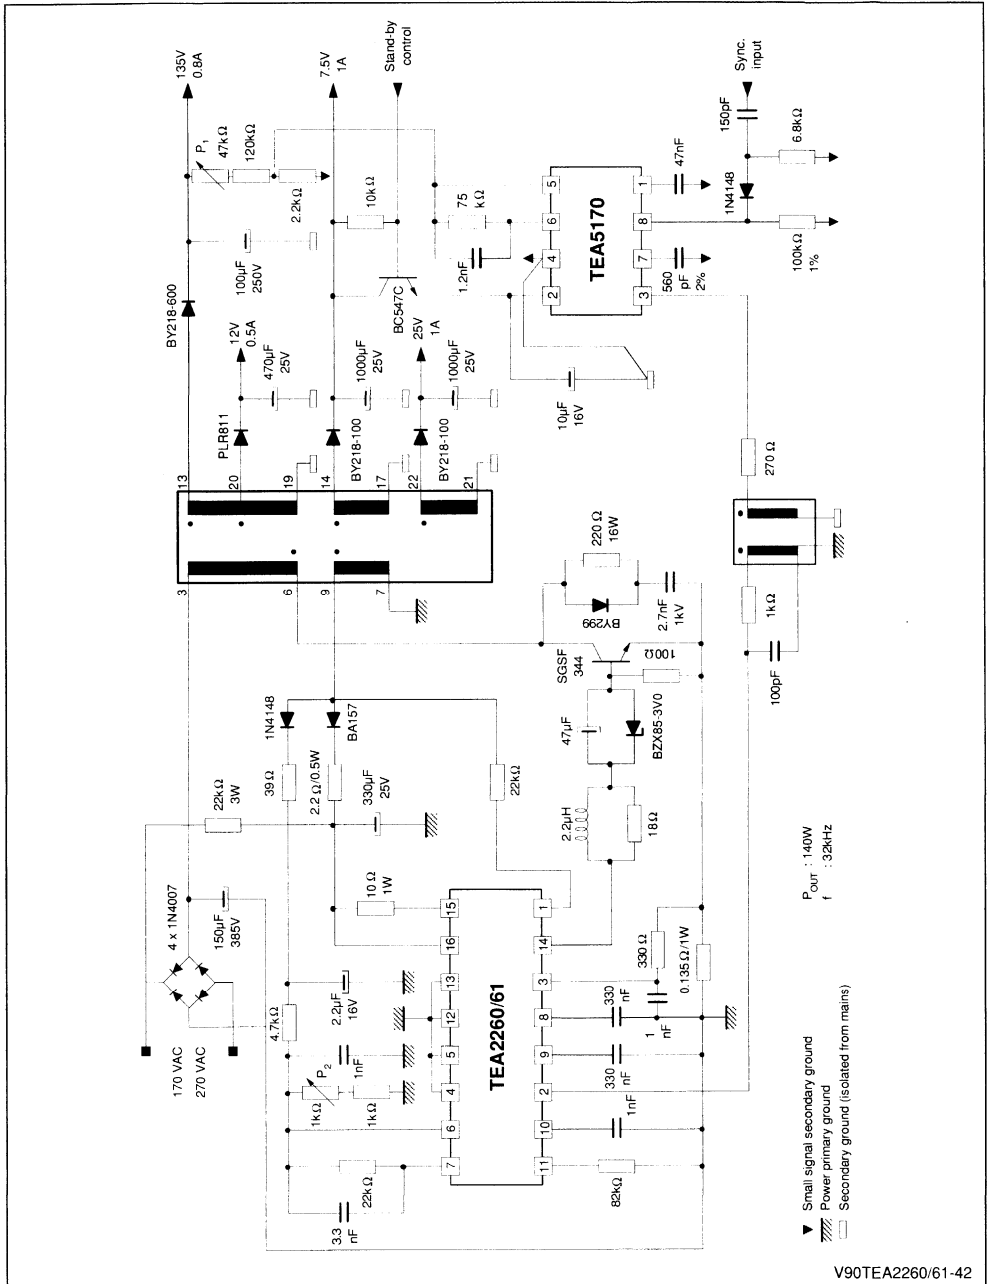 170 VAC
270 VAC
4 x 1N4007
150µF
385V
22kΩ
3W
1N4148
39Ω
BA157
2.2 Ω/0.5W
330µF
25V
22kΩ
10 Ω
1W
4.7kΩ
2.2µF
16V
P2
1kΩ
1kΩ
1nF
22kΩ
3.3
nF
7
6
4
5
12
13
16
15
TEA2260/61
11
10
2
9
8
3
14
1
82kΩ
1nF
330
nF
330
nF
1
nF
330 Ω
0.135Ω/1W
2.2µH
18Ω
47µF
BZX85-3V0
SGSF
344
100Ω
BY299
220 Ω
16W
2.7nF
1kV
100pF
1kΩ
270 Ω
3
6
9
7
13
20
19
14
17
22
21
BY218-600
PLR811
BY218-100
BY218-100
100µF
250V
470µF
25V
1000µF
25V
1000µF
25V
12V
0.5A
25V
1A
135V
0.8A
7.5V
1A
Stand-by
control
P1
47kΩ
120kΩ
2.2kΩ
10kΩ
BC547C
75
kΩ
1.2nF
10µF
16V
2
4
6
5
TEA5170
3
7
8
1
560
pF
2%
47nF
1N4148
150pF
Sync.
input
6.8kΩ
100kΩ
1%
POUT : 140W
f : 32kHz
Small signal secondary ground
Power primary ground
Secondary ground (isolated from mains)
V90TEA2260/61-42